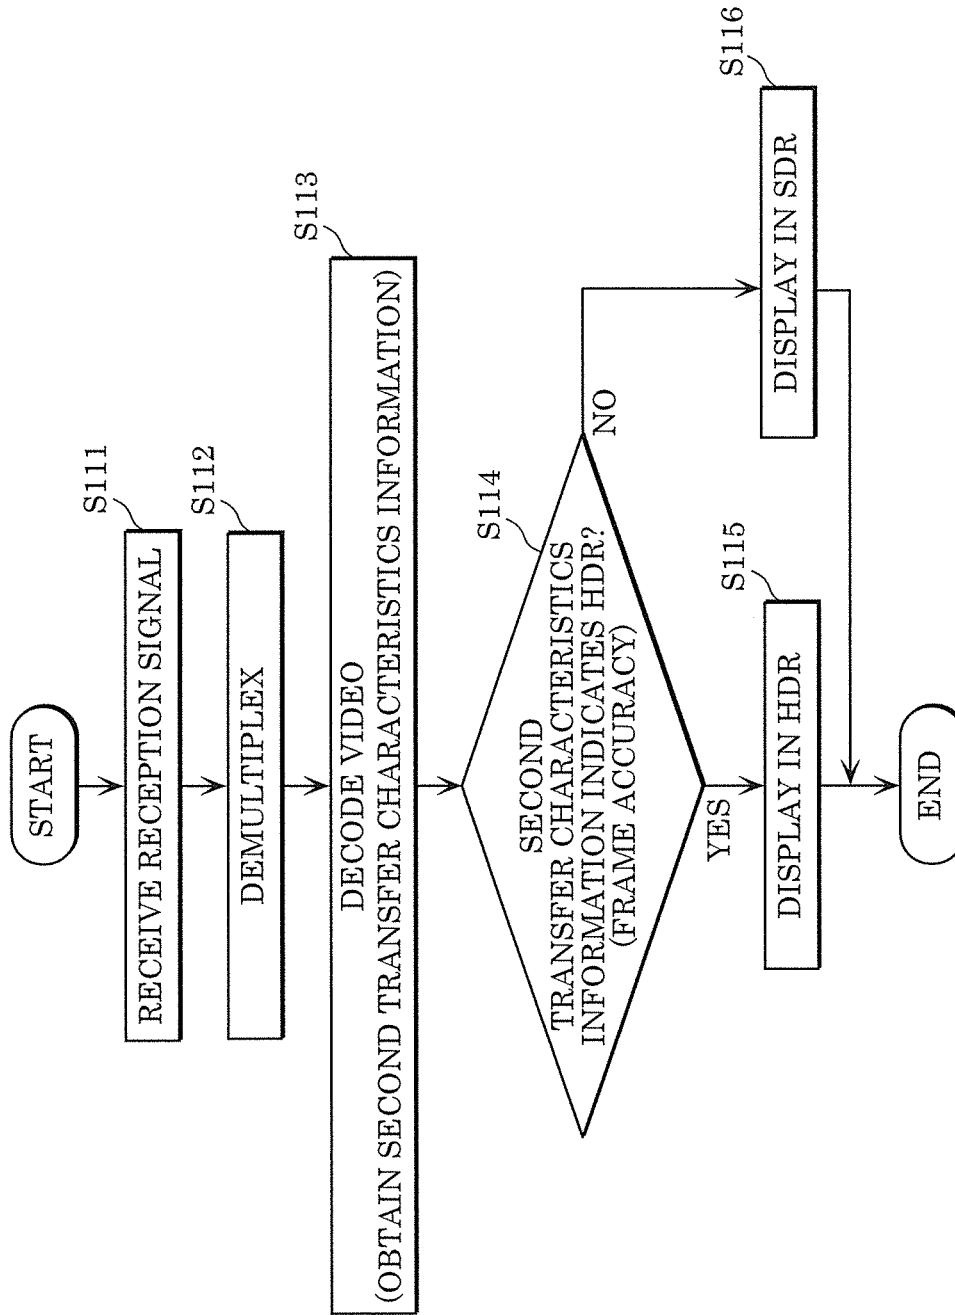 START
S111
RECEIVE RECEPTION SIGNAL
S112
DEMULTIPLEX
S113
DECODE VIDEO
(OBTAIN SECOND TRANSFER CHARACTERISTICS INFORMATION)
S114
SECOND
TRANSFER CHARACTERISTICS
INFORMATION INDICATES HDR?
(FRAME ACCURACY)
NO
YES
S115
DISPLAY IN HDR
S116
DISPLAY IN SDR
END